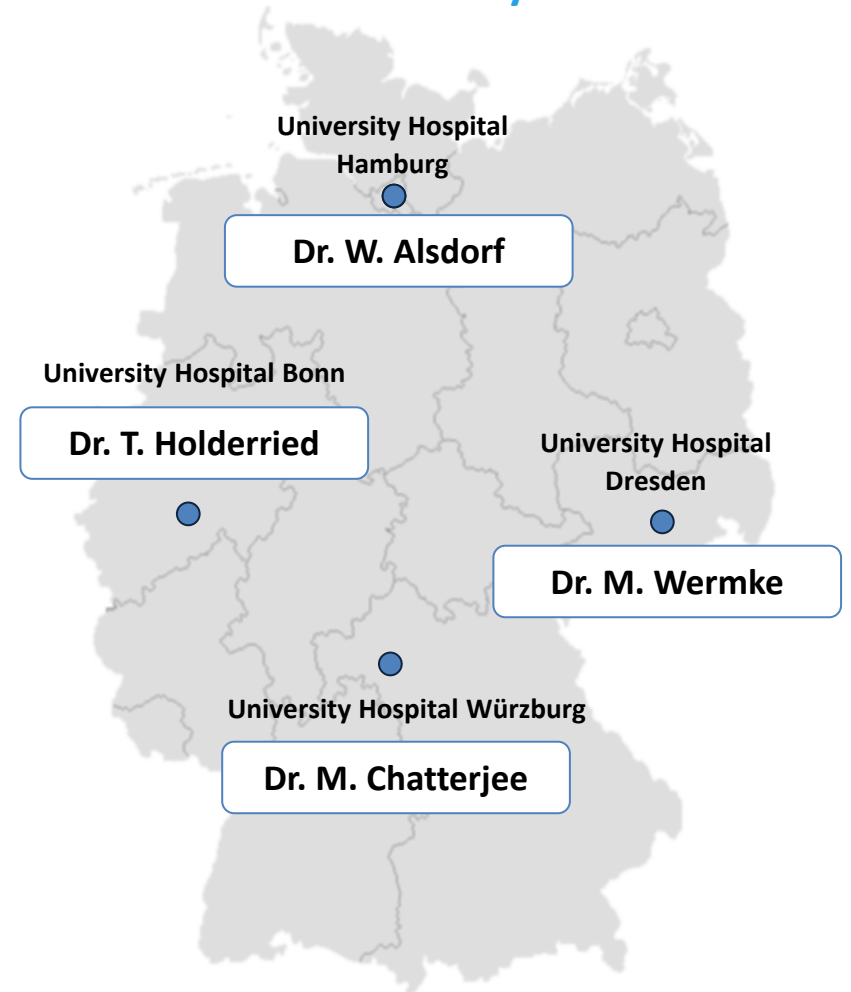 University Hospital
Hamburg
Dr. W. Alsdorf
University Hospital Bonn
Dr. T. Holderried
University Hospital
Dresden
Dr. M. Wermke
University Hospital Würzburg
Dr. M. Chatterjee